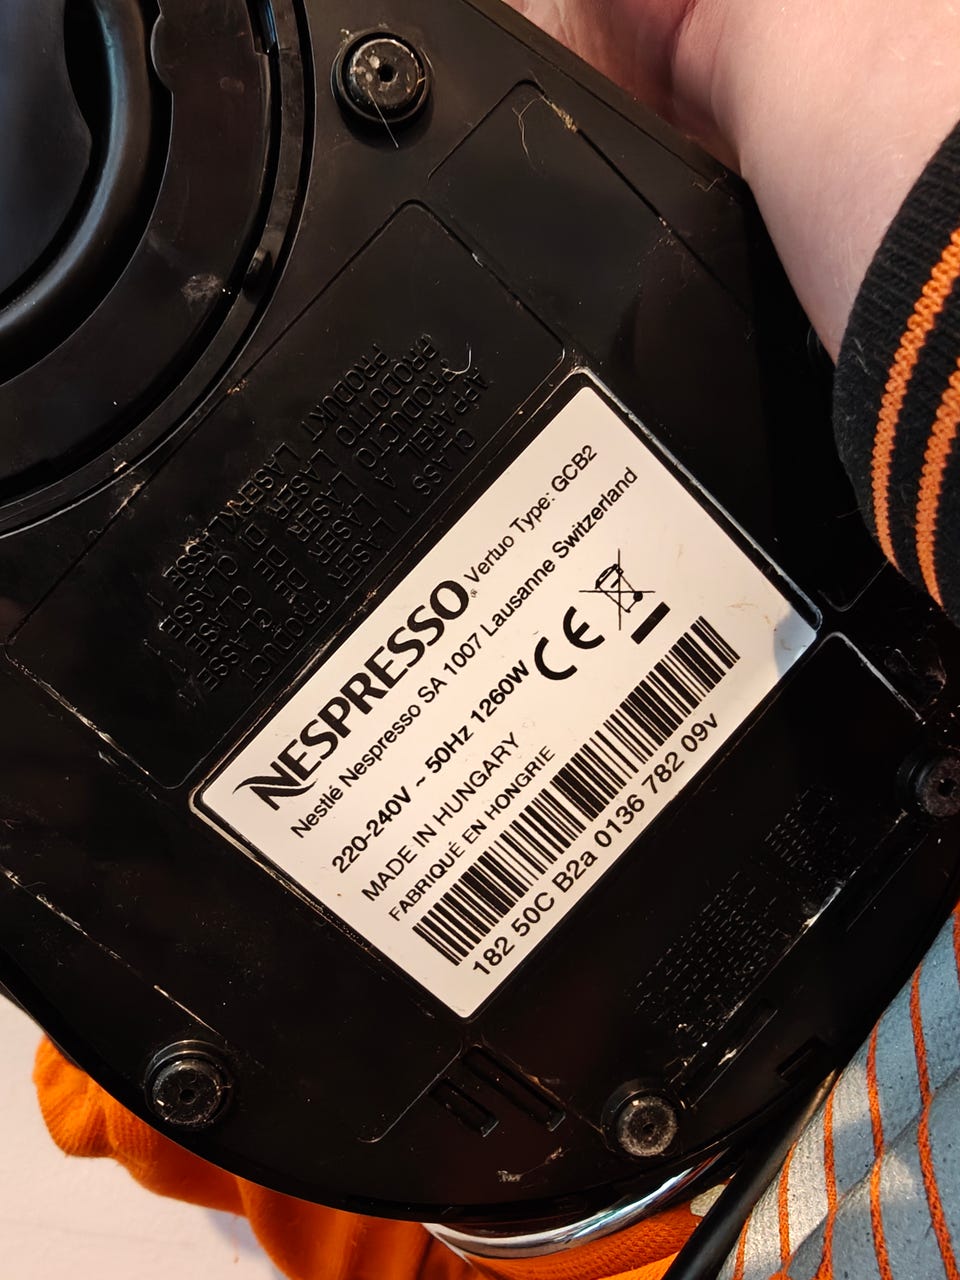 CLASS 1 LASER PRODUCT
APPAREIL À LASER DE CLASSE 1
PRODUCTO LASER DE CLASE 1
PRODOTTO LASER DI CLASSE 1
PRODUKT LASERKLASSE 1
NESPRESSO® Vertuo Type: GCB2
Nestlé Nespresso SA 1007 Lausanne Switzerland
220-240V ~ 50Hz 1260W CE
MADE IN HUNGARY
FABRIQUÉ EN HONGRIE
182 50C B2a 0136 782 09v